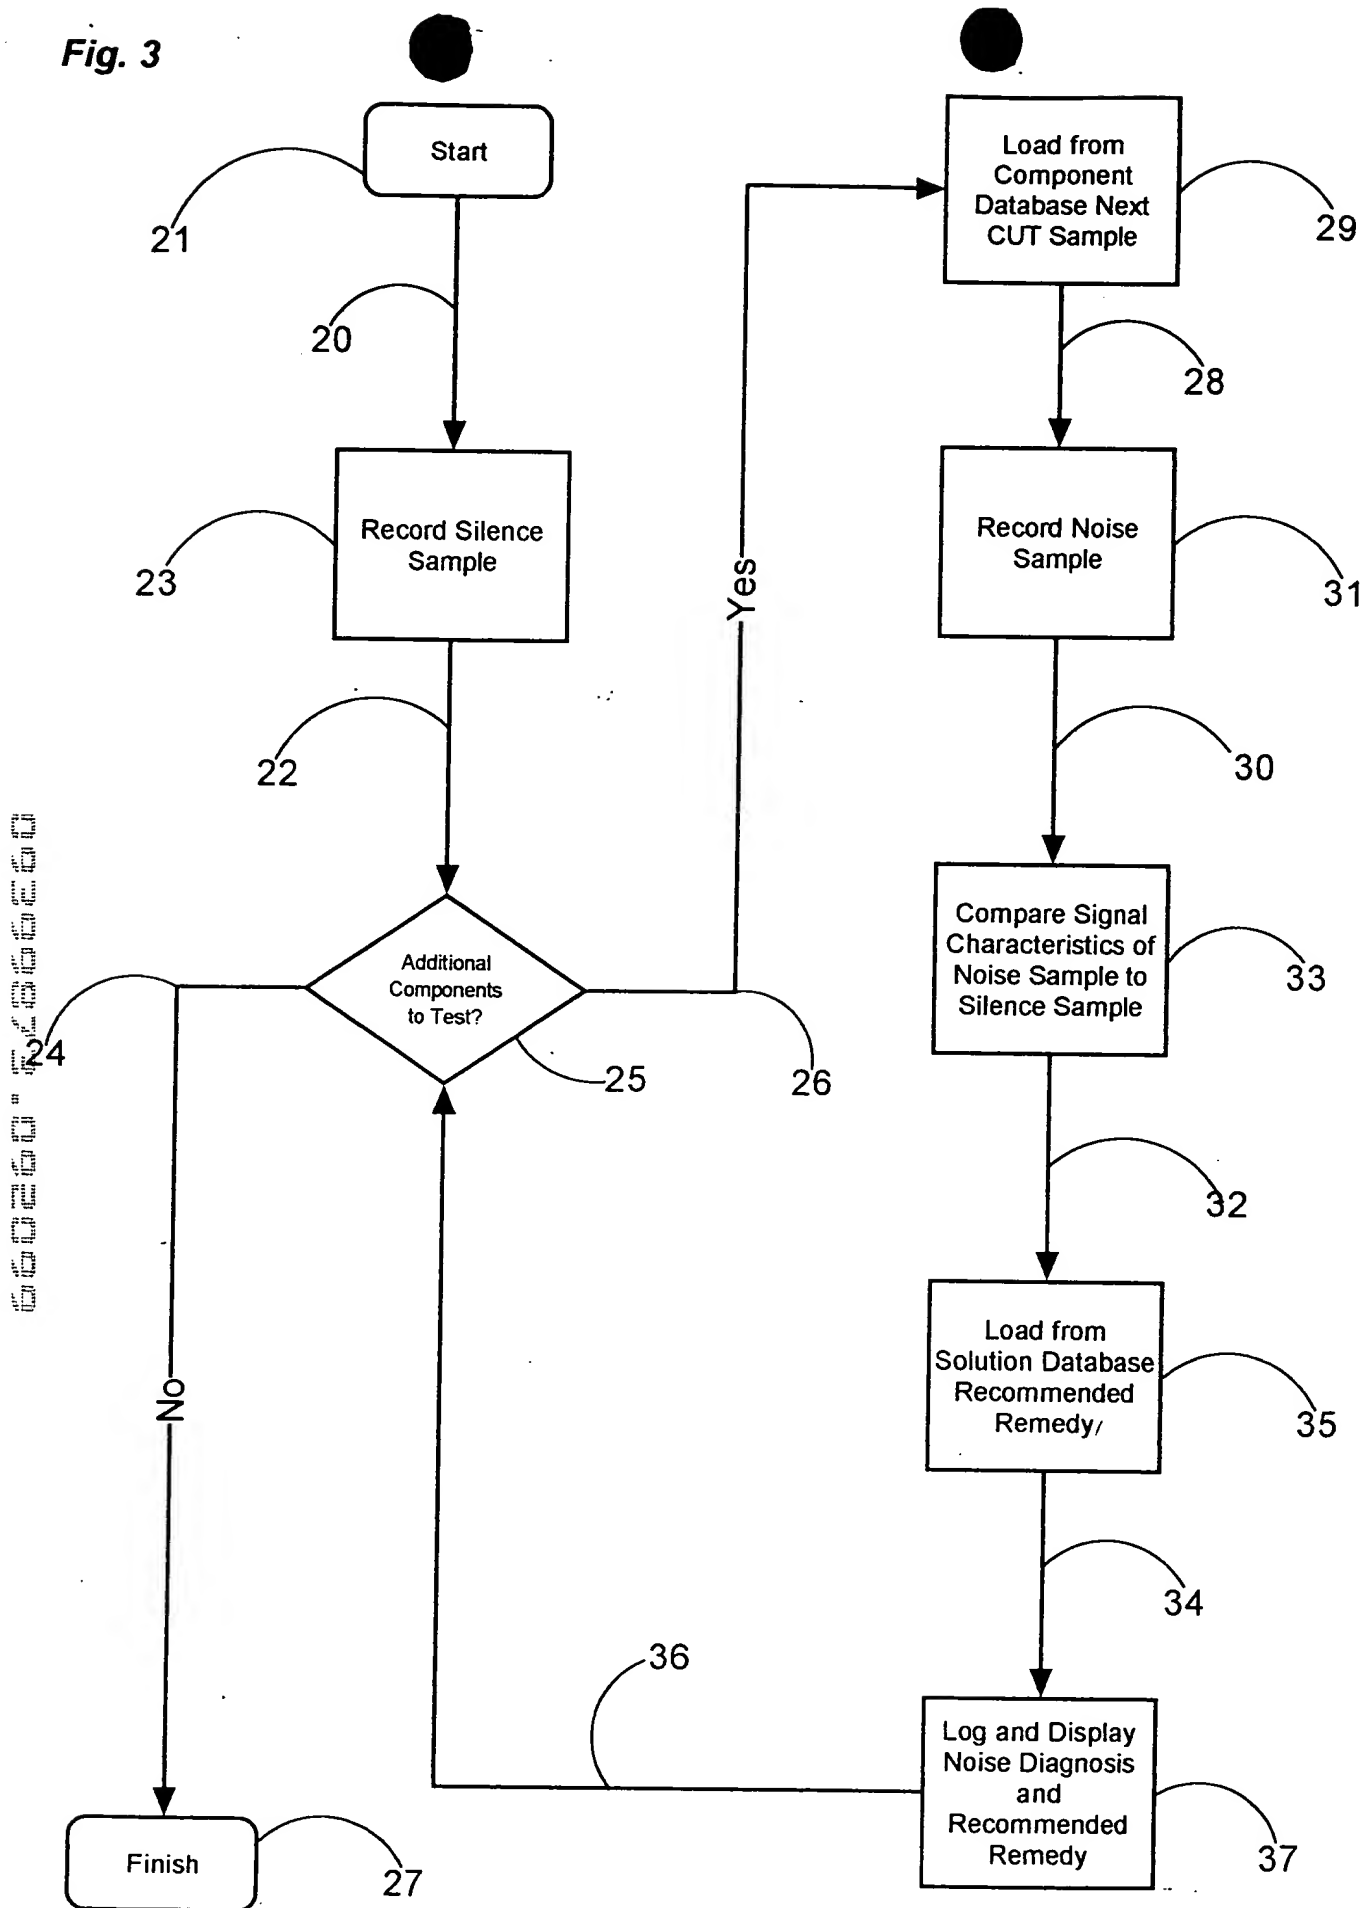 Fig. 3
Start
21
20
Record Silence
Sample
23
22
Additional
Components
to Test?
24
25
26
Yes
No
Finish
27
Load from
Component
Database Next
CUT Sample
29
28
Record Noise
Sample
31
30
Compare Signal
Characteristics of
Noise Sample to
Silence Sample
33
32
Load from
Solution Database
Recommended
Remedy/
35
34
Log and Display
Noise Diagnosis
and
Recommended
Remedy
37
36